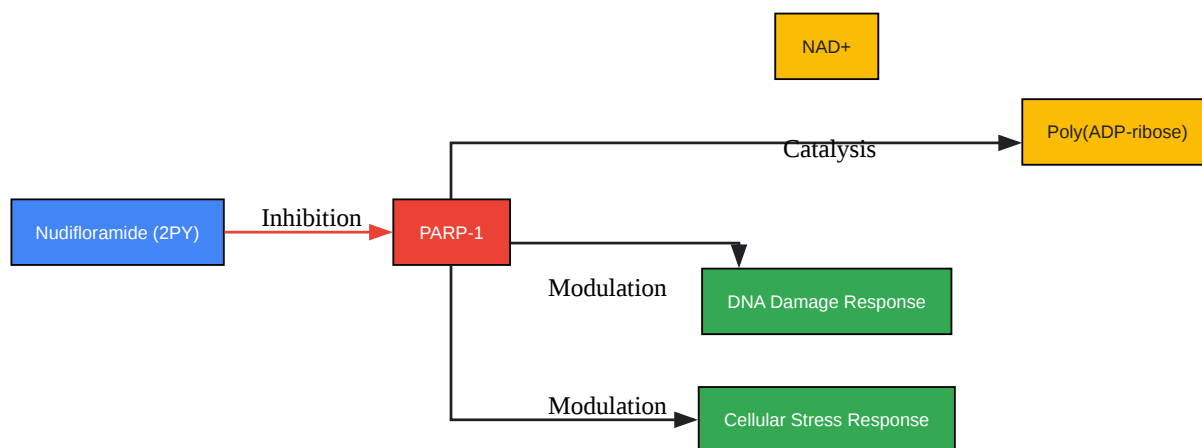 NAD+
Poly(ADP-ribose)
Catalysis
Nudifloramide (2PY)
Inhibition
PARP-1
Modulation
DNA Damage Response
Modulation
Cellular Stress Response